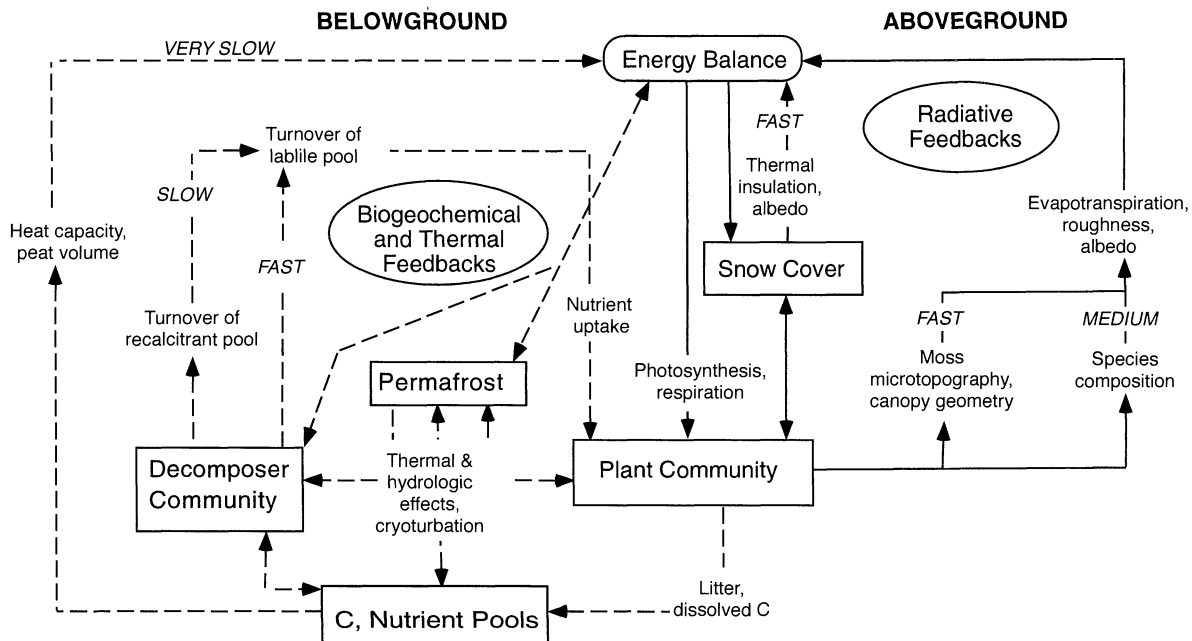 BELOWGROUND
ABOVEGROUND
VERY SLOW
Energy Balance
Turnover of
lablile pool
SLOW
FAST
Heat capacity,
peat volume
Turnover of
recalcitrant pool
Biogeochemical
and Thermal
Feedbacks
Nutrient
uptake
FAST
Thermal
insulation,
albedo
Radiative
Feedbacks
Snow Cover
Evapotranspiration,
roughness,
albedo
FAST
MEDIUM
Moss
microtopography,
canopy geometry
Species
composition
Photosynthesis,
respiration
Permafrost
Decomposer
Community
Thermal &
hydrologic
effects,
cryoturbation
Plant Community
Litter,
dissolved C
C, Nutrient Pools